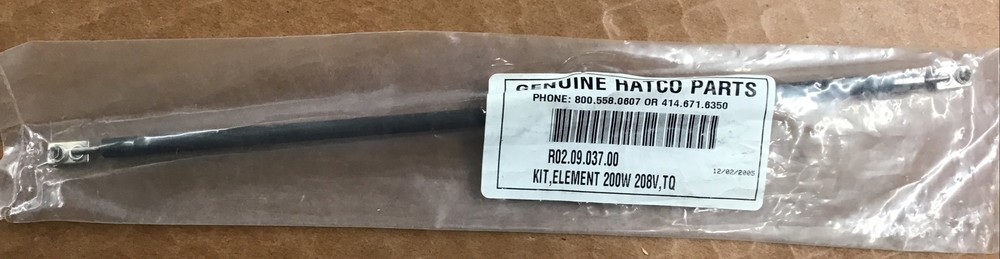 GENUINE HATCO PARTS
PHONE: 800.558.0607 OR 414.671.6350
R02.09.037.00
KIT,ELEMENT 200W 208V,TQ
12/02/2005